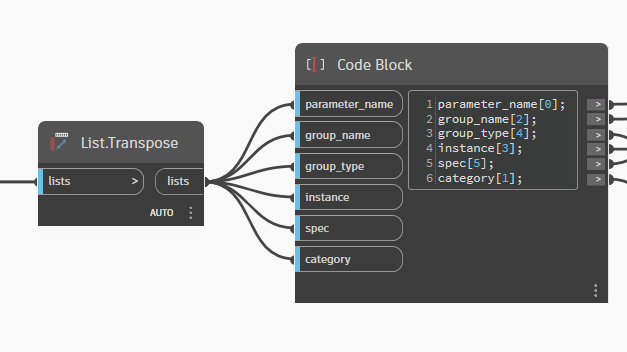 [ ] Code Block
parameter_name
group_name
group_type
instance
spec
category
1 parameter_name[0];
2 group_name[2];
3 group_type[4];
4 instance[3];
5 spec[5];
6 category[1];
>
>
>
>
>
>
List.Transpose
lists > lists
AUTO